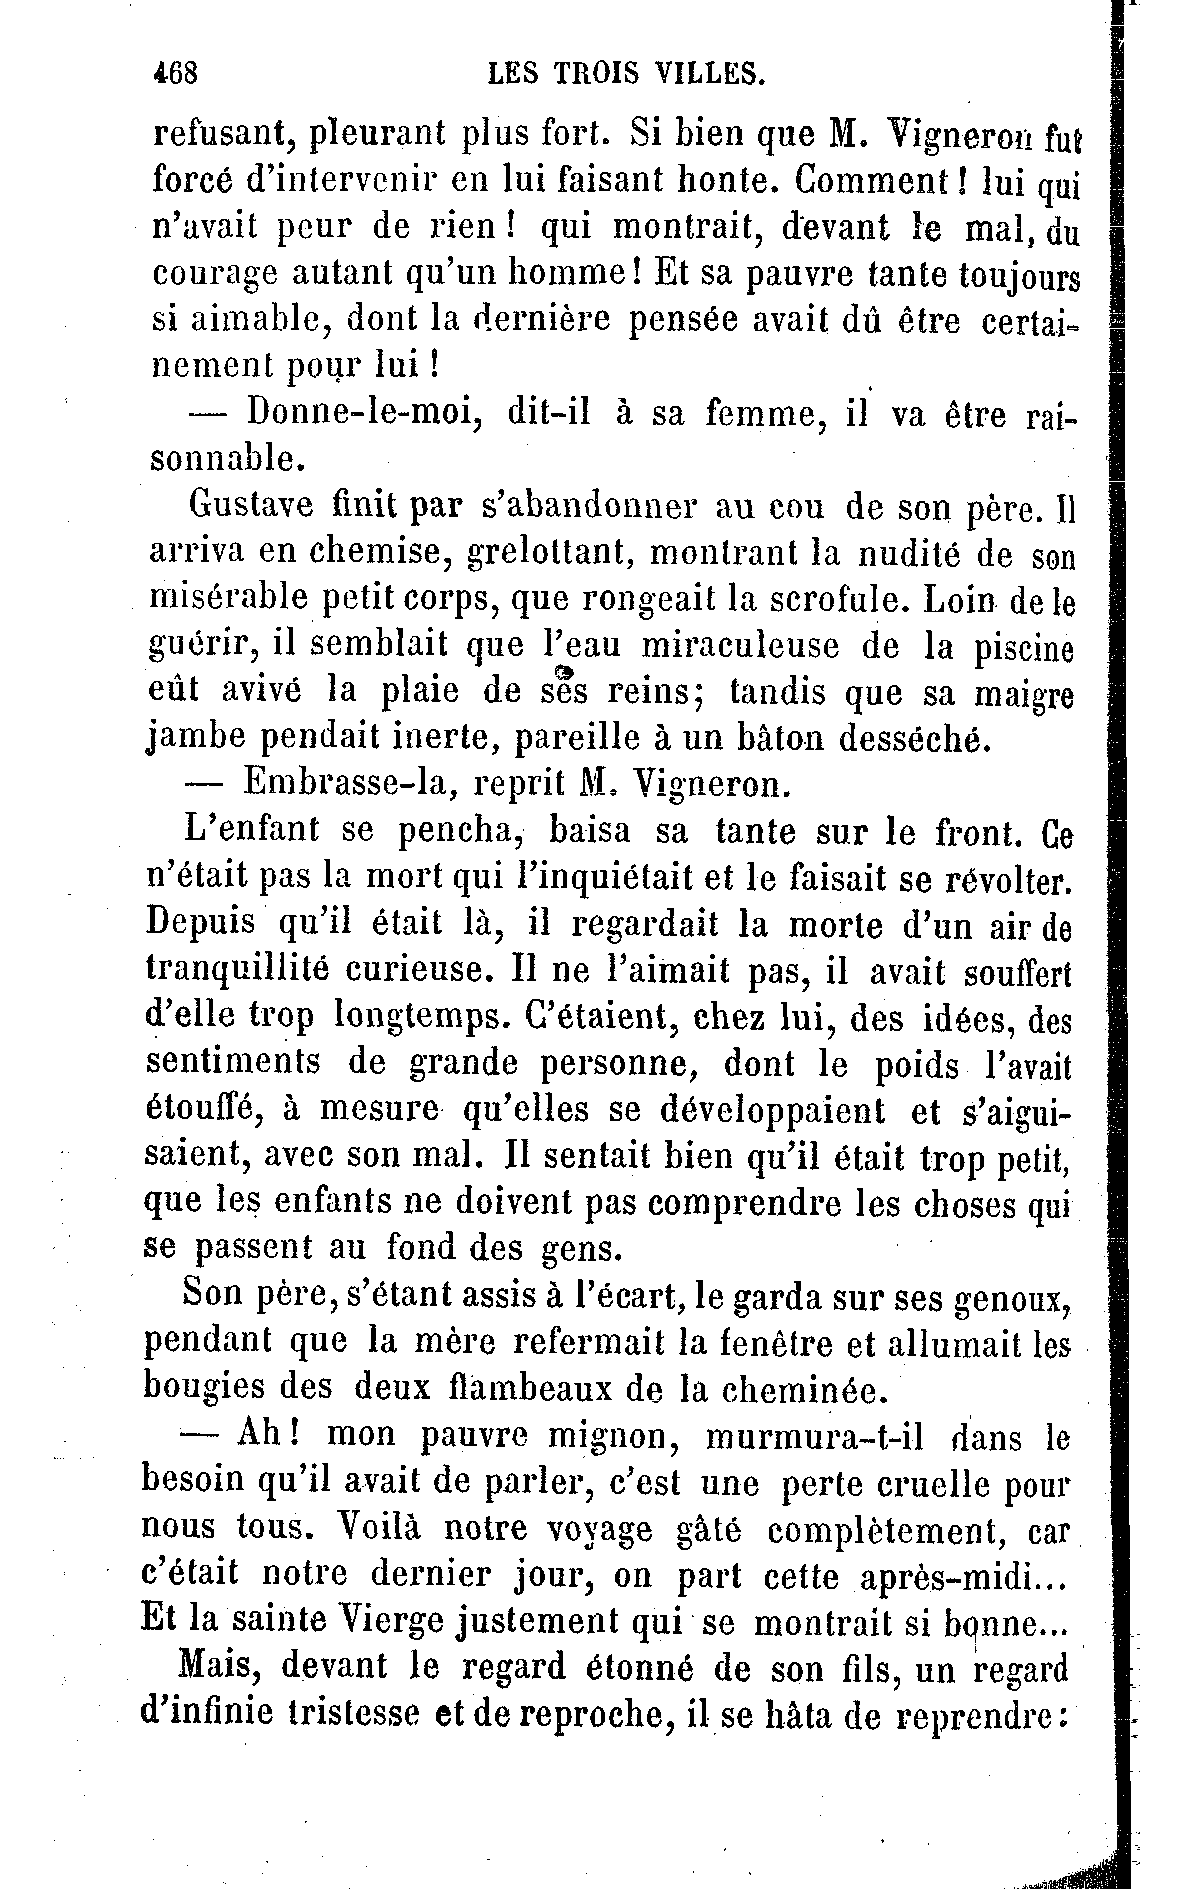 468 LES TROIS VILLES.
refusant, pleurant plus fort. Si bien que M. Vigneron fut
forcé d'intervenir en lui faisant honte. Comment ! lui qui
n'avait peur de rien ! qui montrait, devant le mal, du
courage autant qu'un homme! Et sa pauvre tante toujours
si aimable, dont la dernière pensée avait dû être certai-
nement pour lui !
— Donne-le-moi, dit-il à sa femme, il va être rai-
sonnable.
Gustave finit par s'abandonner au cou de son père. Il
arriva en chemise, grelottant, montrant la nudité de son
misérable petit corps, que rongeait la scrofule. Loin de le
guérir, il semblait que l'eau miraculeuse de la piscine
eût avivé la plaie de ses reins; tandis que sa maigre
jambe pendait inerte, pareille à un bâton desséché.
— Embrasse-la, reprit M. Vigneron.
L'enfant se pencha, baisa sa tante sur le front. Ce
n'était pas la mort qui l'inquiétait et le faisait se révolter.
Depuis qu'il était là, il regardait la morte d'un air de
tranquillité curieuse. Il ne l'aimait pas, il avait souffert
d'elle trop longtemps. C'étaient, chez lui, des idées, des
sentiments de grande personne, dont le poids l'avait
étouffé, à mesure qu'elles se développaient et s'aigui-
saient, avec son mal. Il sentait bien qu'il était trop petit,
que les enfants ne doivent pas comprendre les choses qui
se passent au fond des gens.
Son père, s'étant assis à l'écart, le garda sur ses genoux,
pendant que la mère refermait la fenêtre et allumait les
bougies des deux flambeaux de la cheminée.
— Ah ! mon pauvre mignon, murmura-t-il dans le
besoin qu'il avait de parler, c'est une perte cruelle pour
nous tous. Voilà notre voyage gâté complètement, car
c'était notre dernier jour, on part cette après-midi...
Et la sainte Vierge justement qui se montrait si bonne...
Mais, devant le regard étonné de son fils, un regard
d'infinie tristesse et de reproche, il se hâta de reprendre :